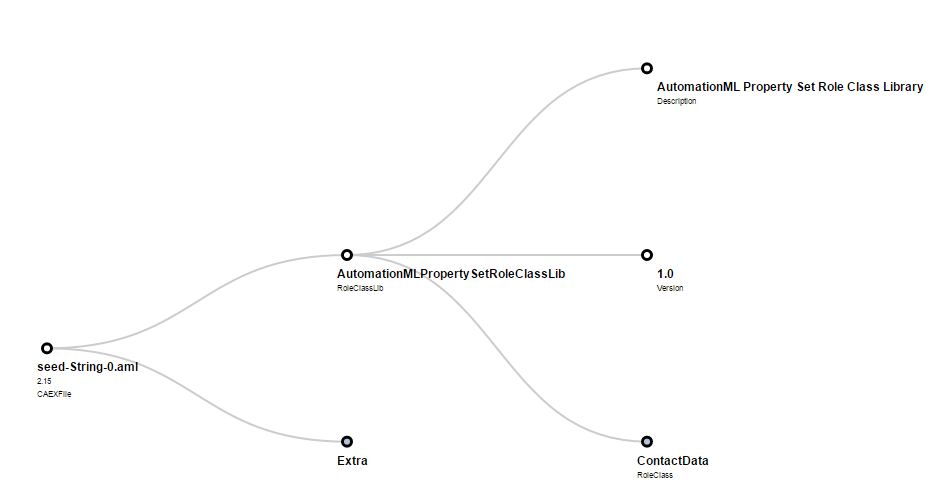 AutomationML Property Set Role Class Library
Description
AutomationMLPropertySetRoleClassLib
RoleClassLib
1.0
Version
seed-String-0.aml
2.15
CAEXFile
Extra
ContactData
RoleClass